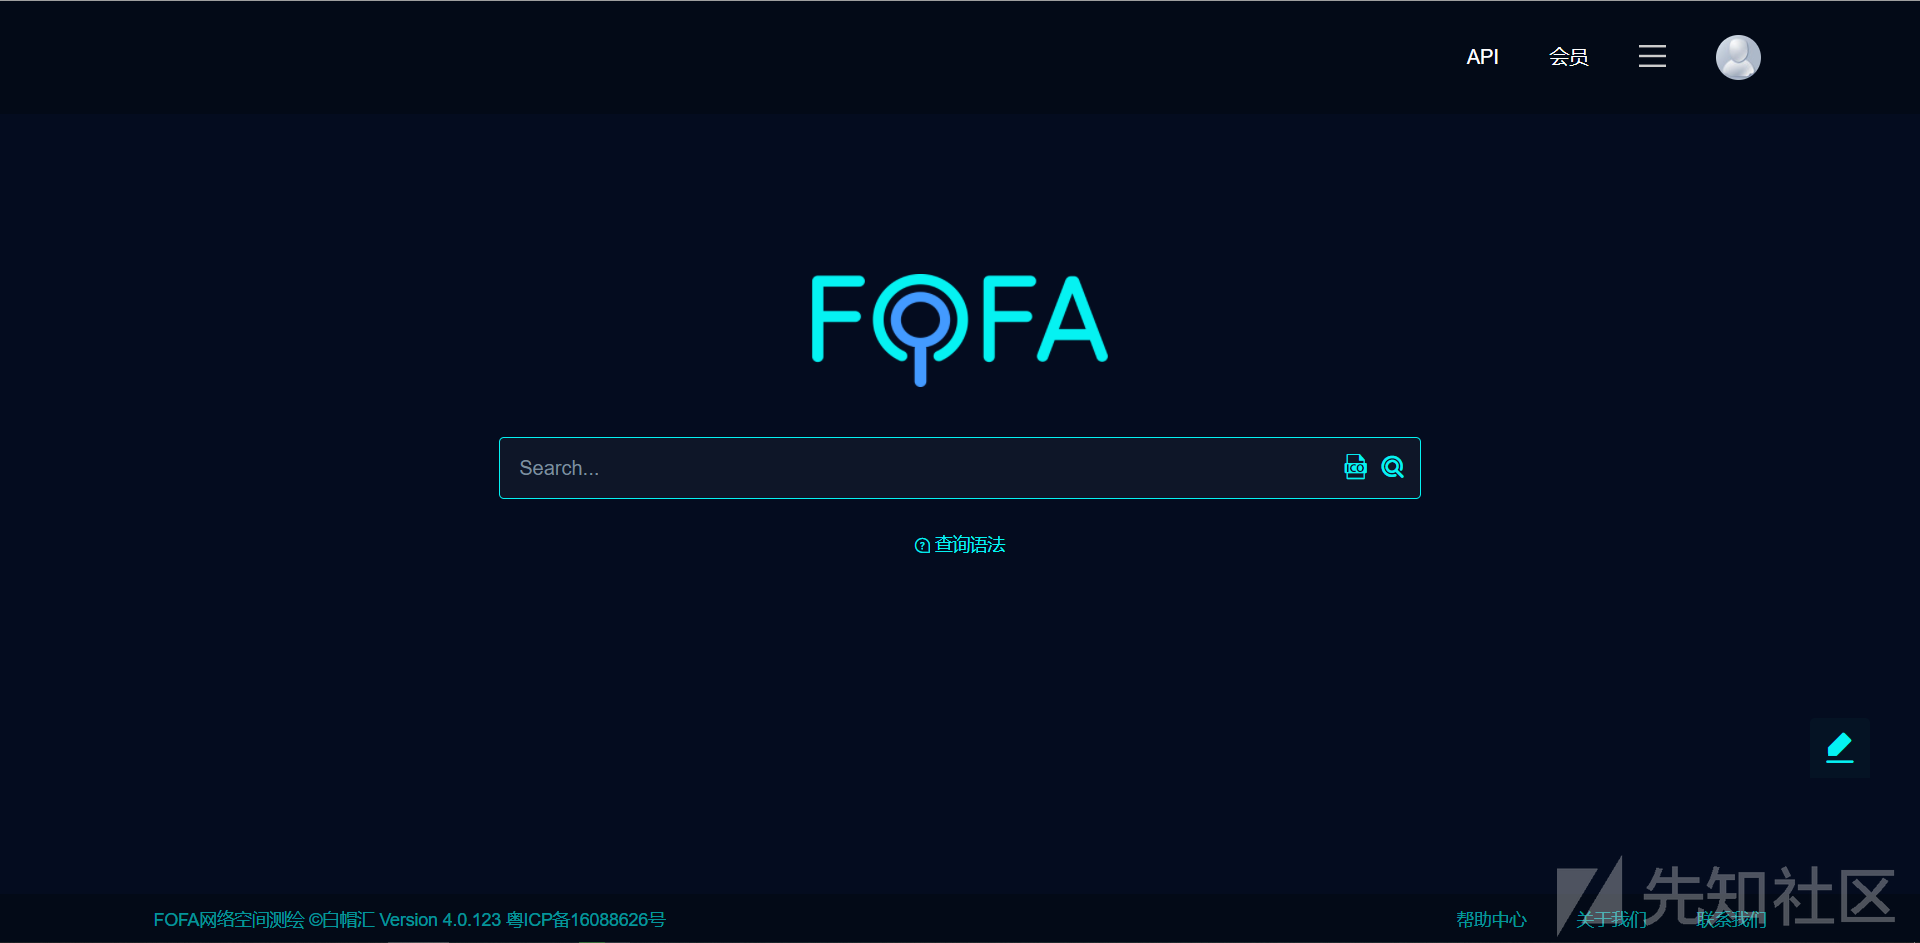 API 会员
FOFA
Search...
ICO
查询语法
FOFA网络空间测绘 ©白帽汇 Version 4.0.123 粤ICP备16088626号
帮助中心 关于我们 联系我们
先知社区